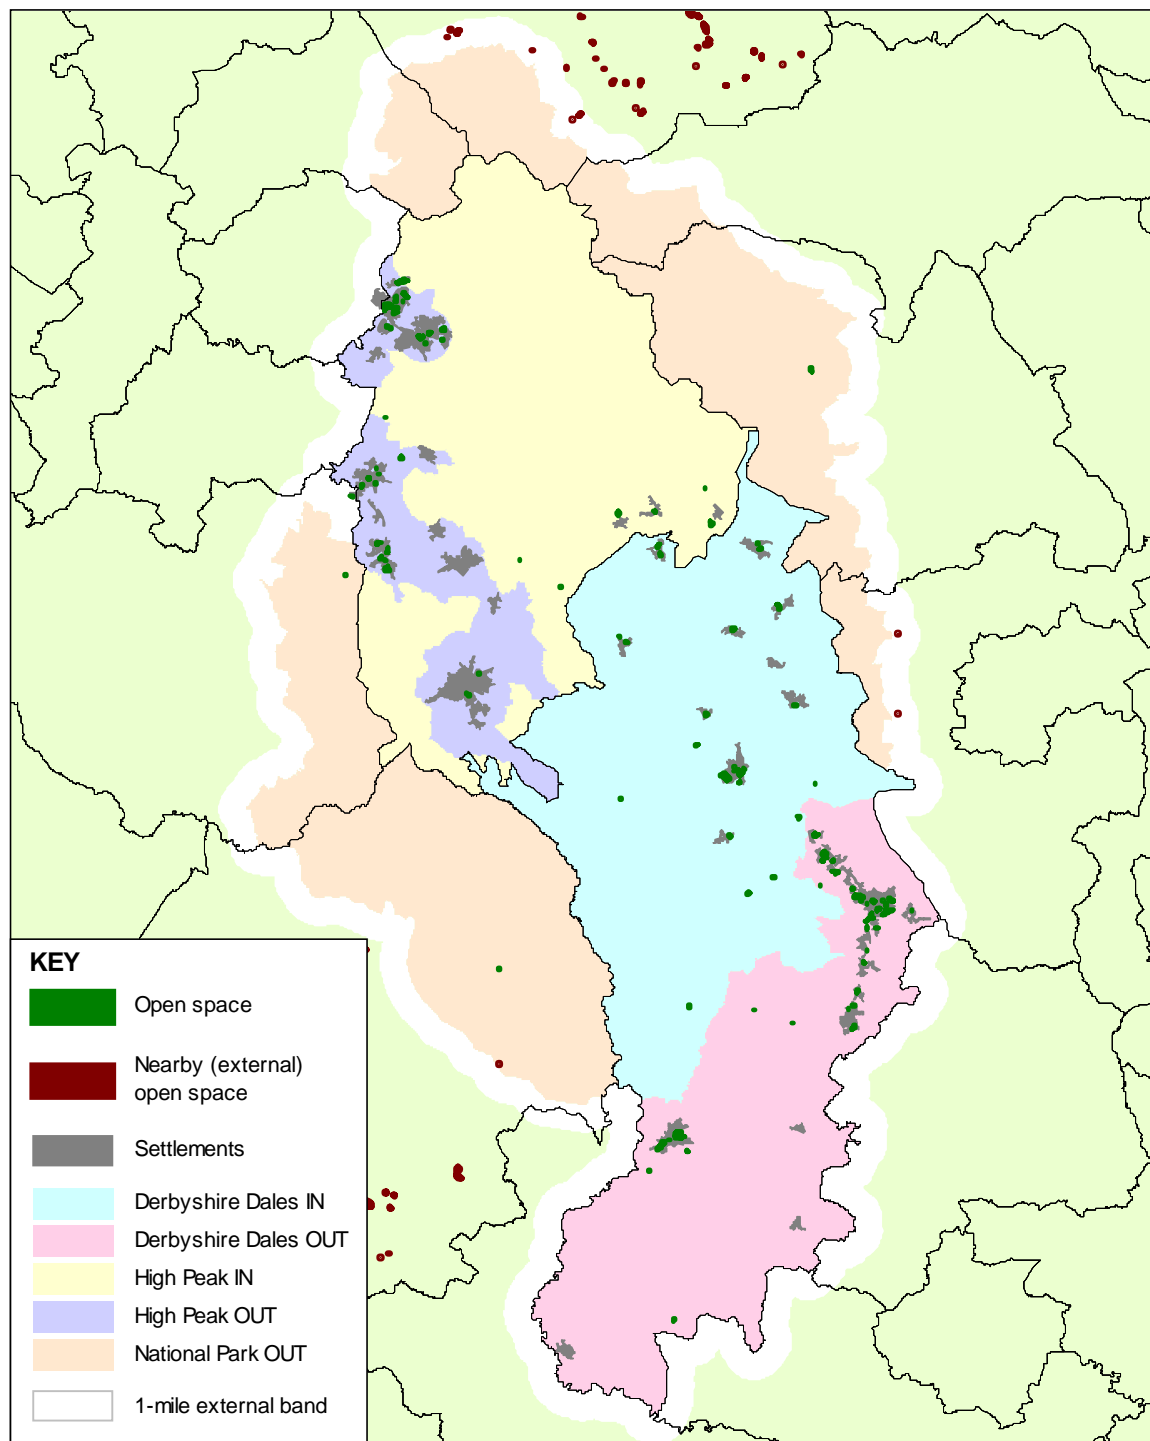 KEY
Open space
Nearby (external)
open space
Settlements
Derbyshire Dales IN
Derbyshire Dales OUT
High Peak IN
High Peak OUT
National Park OUT
1-mile external band